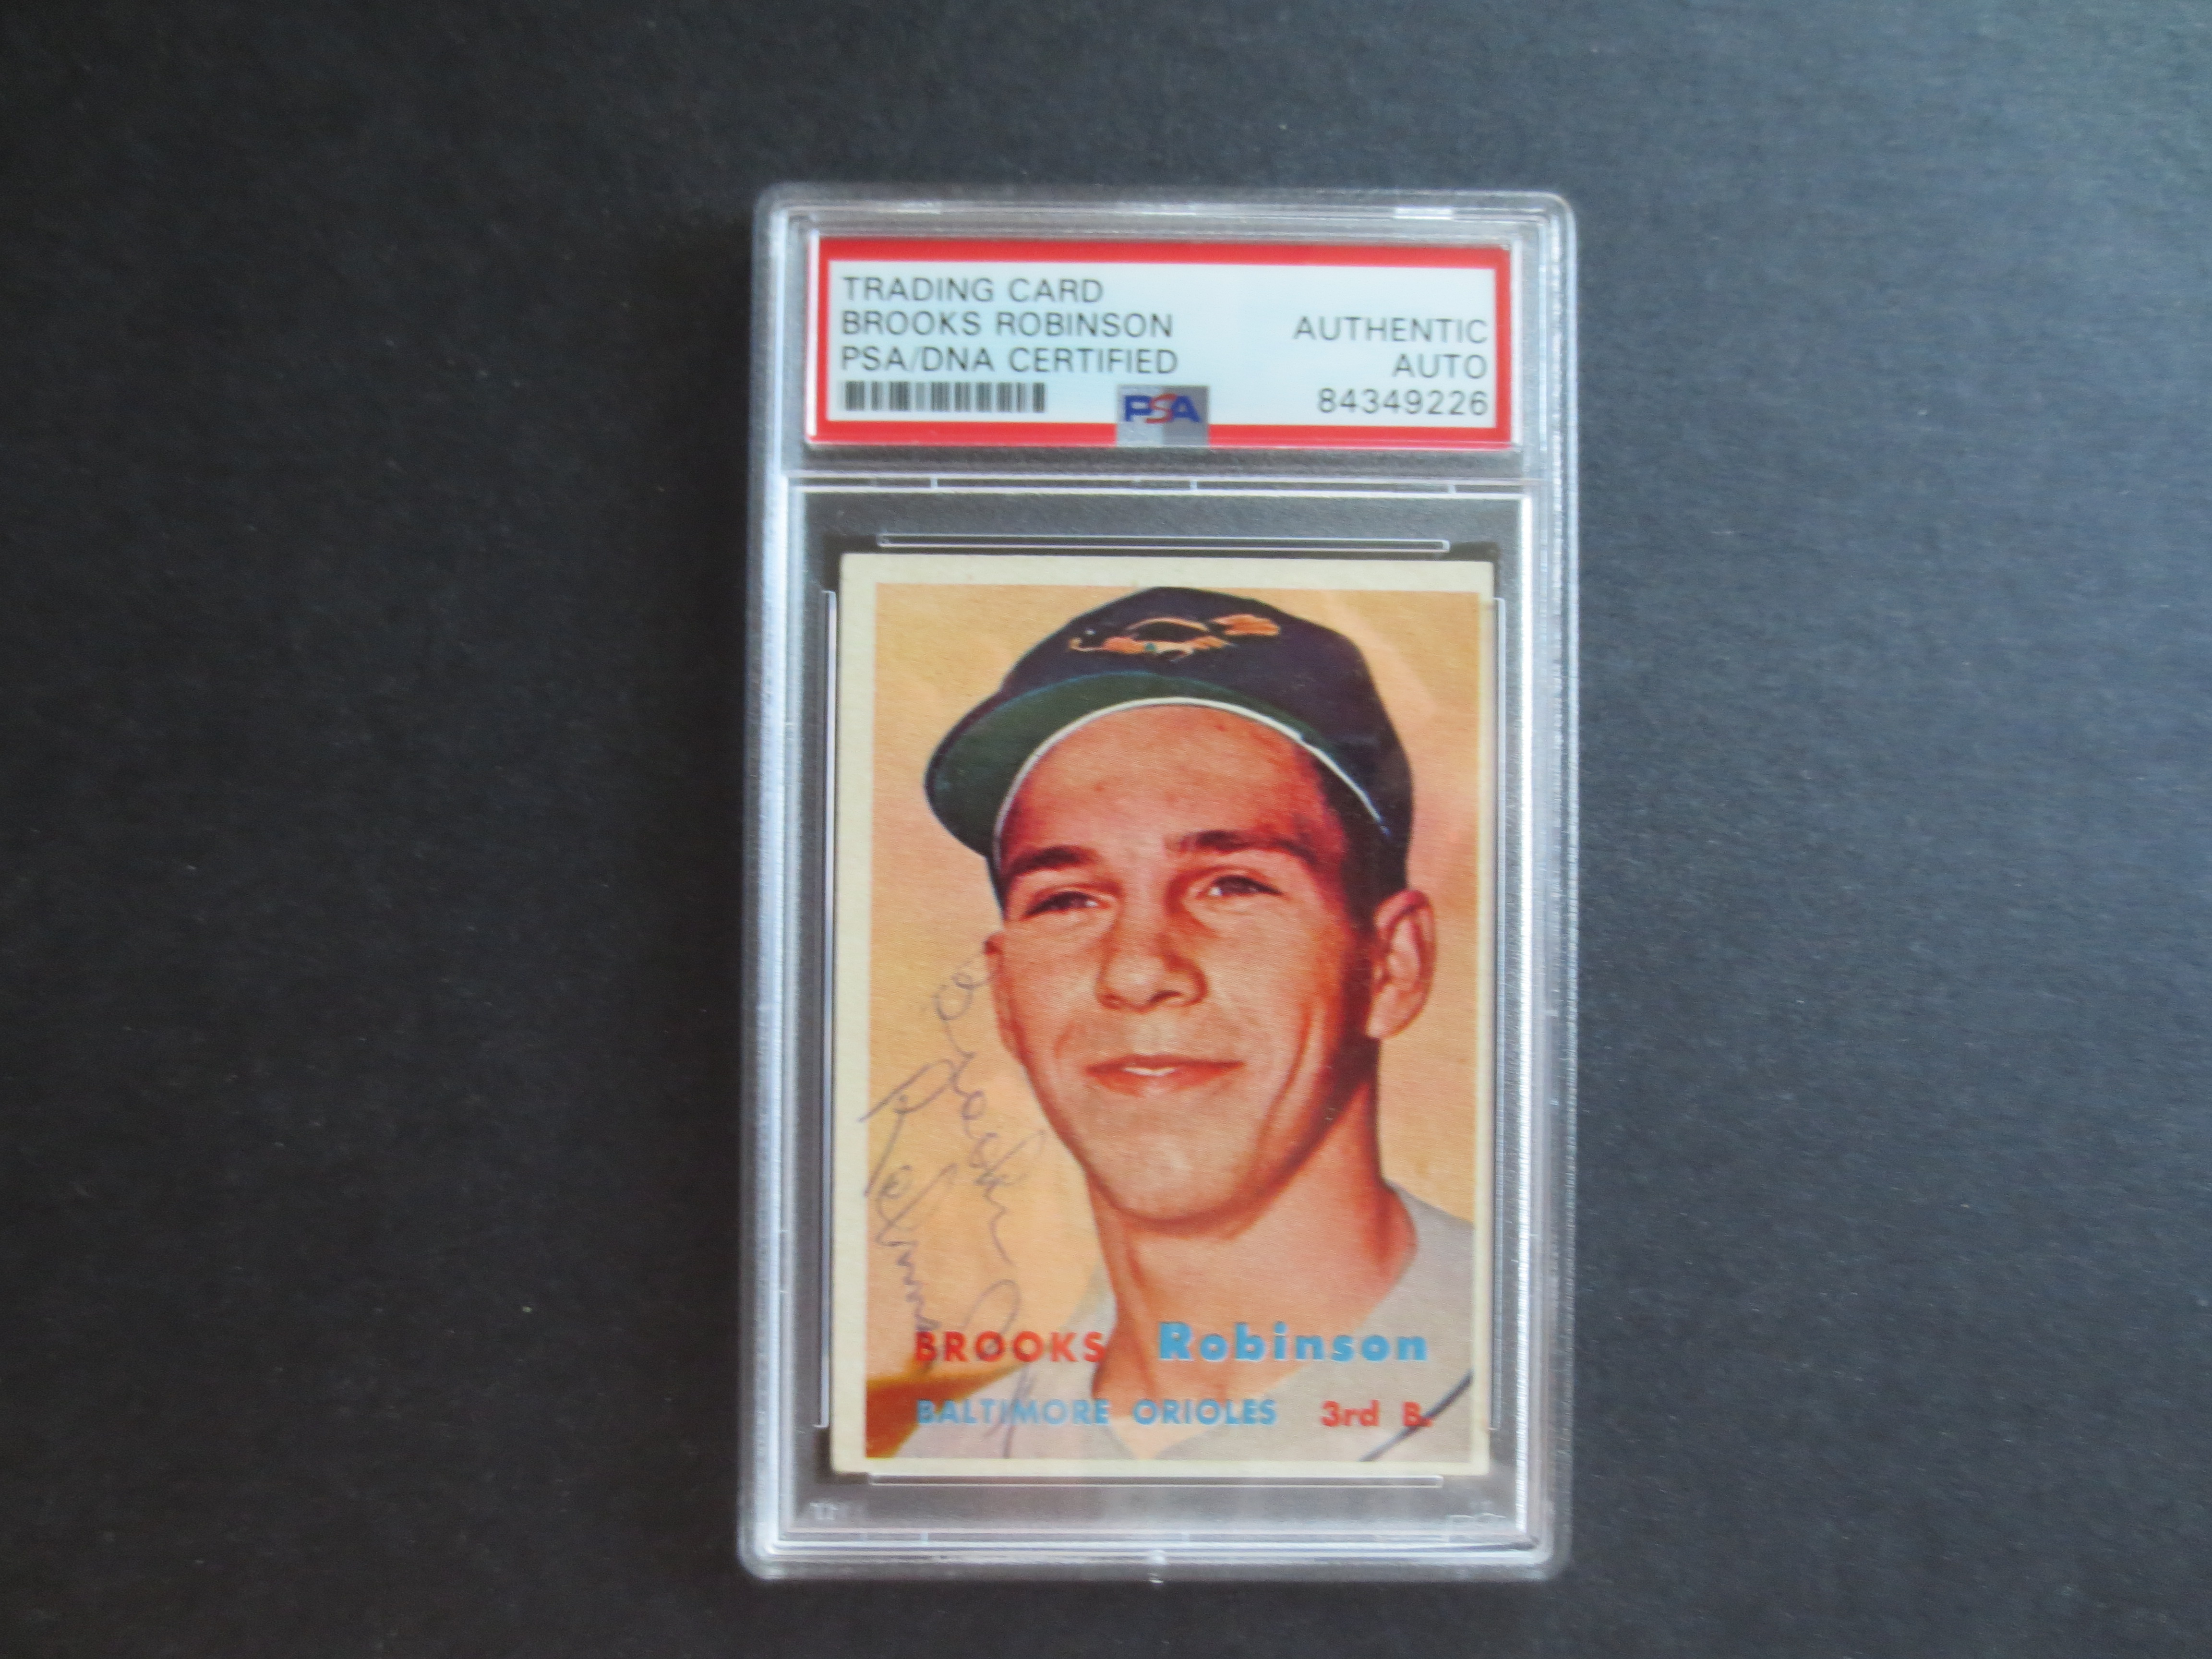 TRADING CARD
BROOKS ROBINSON
PSA/DNA CERTIFIED
AUTHENTIC
AUTO
84349226
PSA
BROOKS Robinson
BALTIMORE ORIOLES 3rd B.